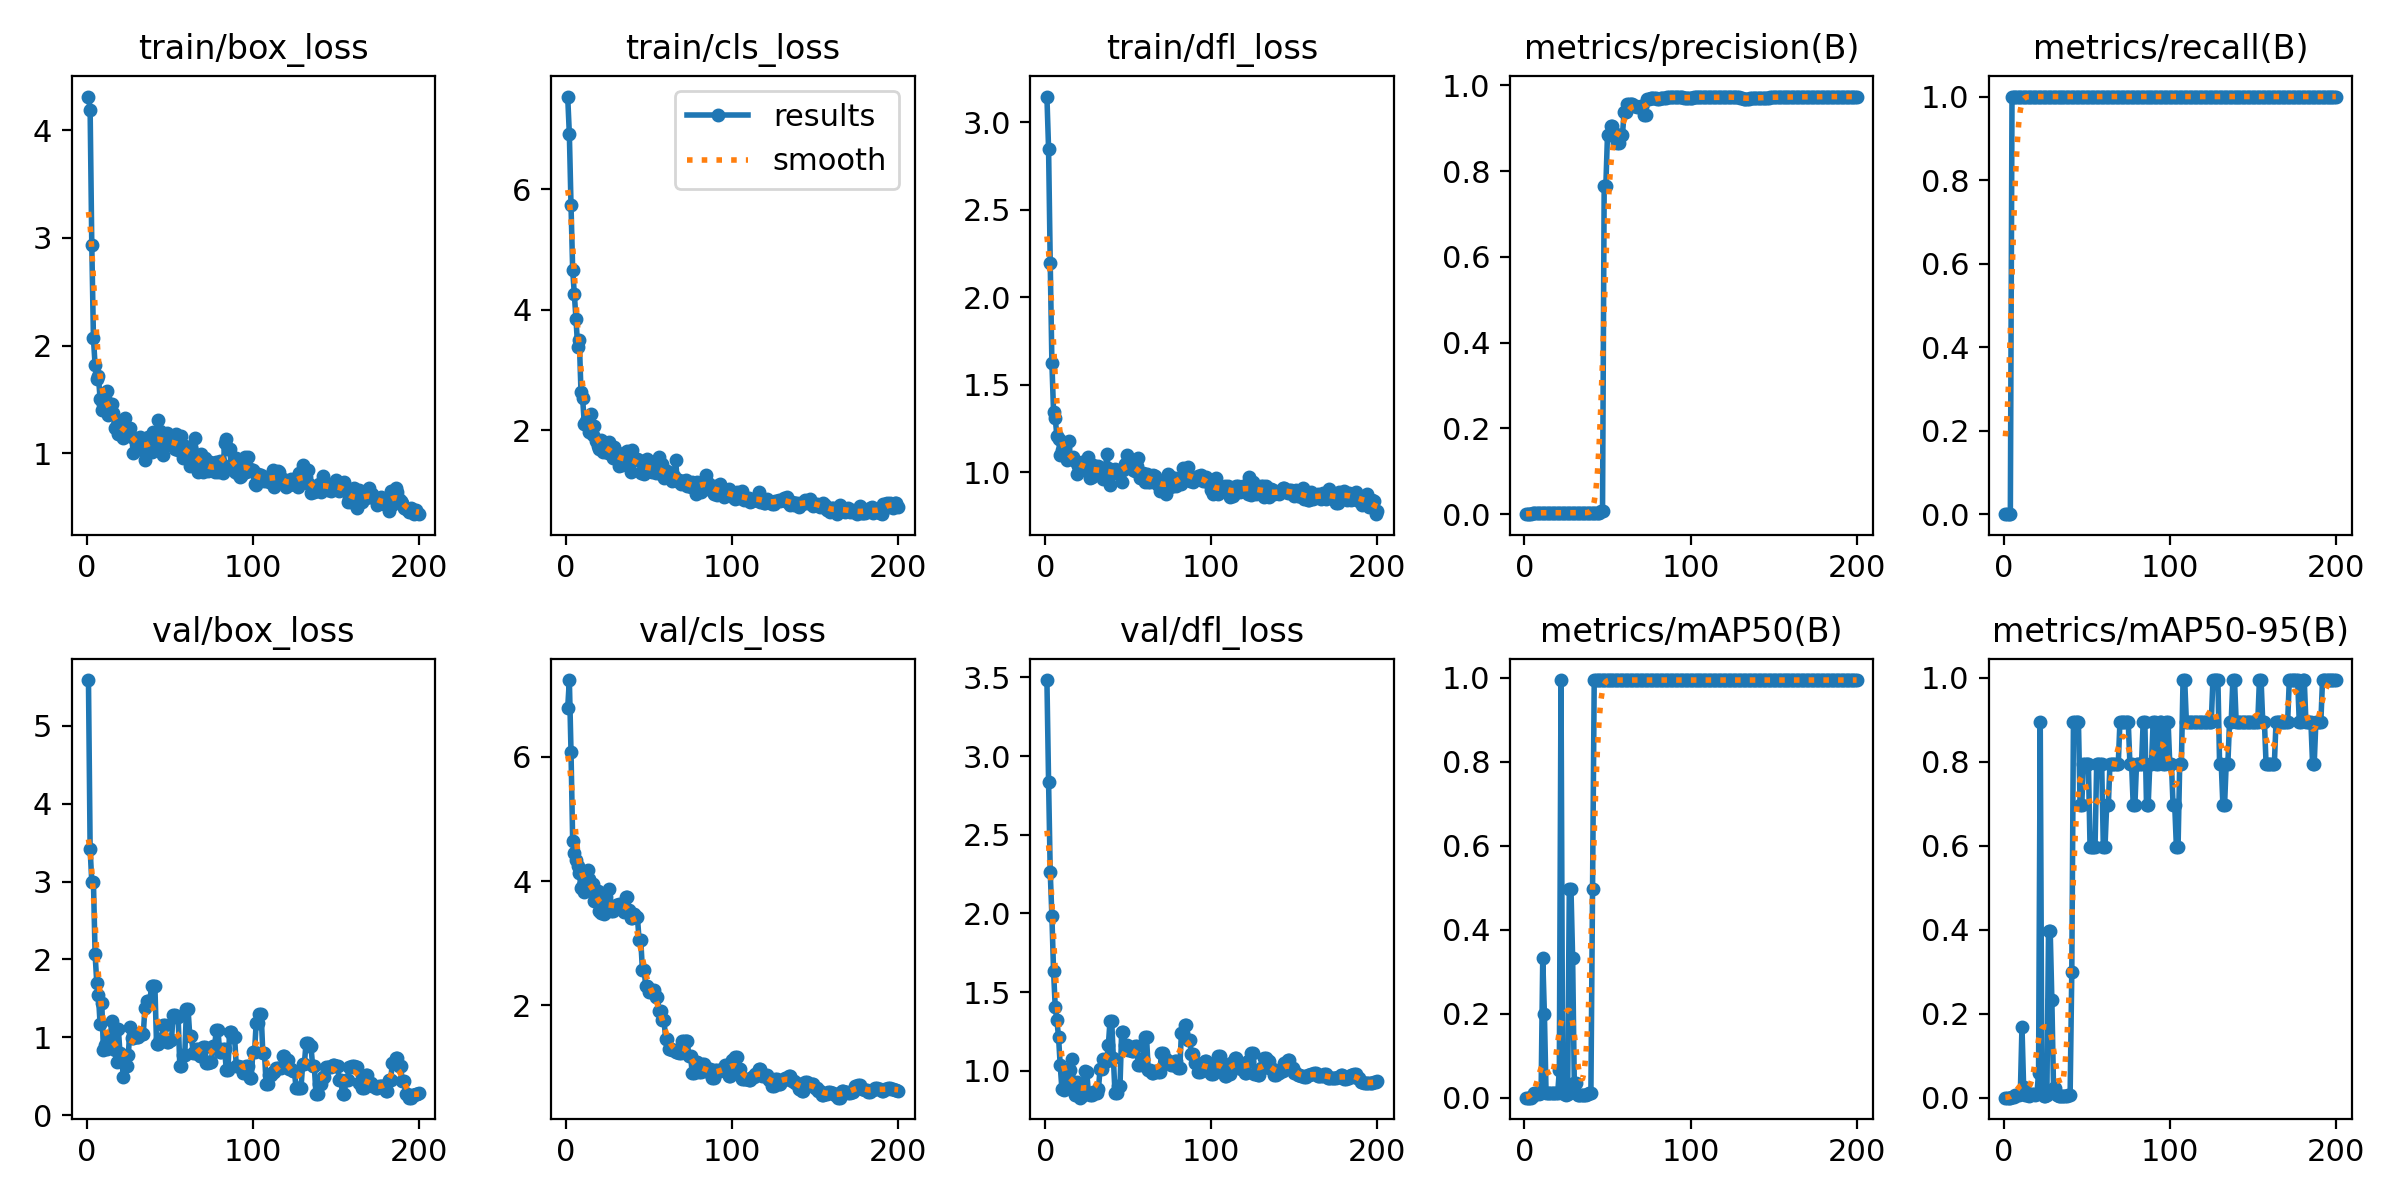 train/box_loss
4
3
2
1
0 100 200
train/cls_loss
results
smooth
6
4
2
0 100 200
train/dfl_loss
3.0
2.5
2.0
1.5
1.0
0 100 200
metrics/precision(B)
1.0
0.8
0.6
0.4
0.2
0.0
0 100 200
metrics/recall(B)
1.0
0.8
0.6
0.4
0.2
0.0
0 100 200
val/box_loss
5
4
3
2
1
0
0 100 200
val/cls_loss
6
4
2
0 100 200
val/dfl_loss
3.5
3.0
2.5
2.0
1.5
1.0
0 100 200
metrics/mAP50(B)
1.0
0.8
0.6
0.4
0.2
0.0
0 100 200
metrics/mAP50-95(B)
1.0
0.8
0.6
0.4
0.2
0.0
0 100 200